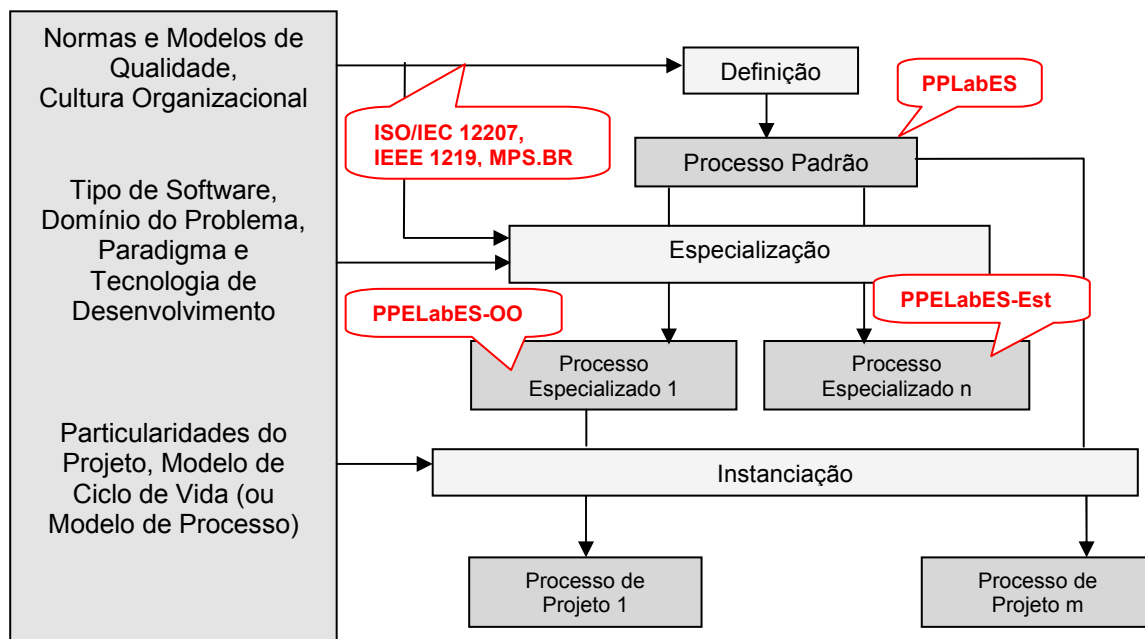 Normas e Modelos de
Qualidade,
Cultura Organizacional
Definição
PPLabES
ISO/IEC 12207,
IEEE 1219, MPS.BR
Processo Padrão
Tipo de Software,
Domínio do Problema,
Paradigma e
Tecnologia de
Desenvolvimento
Especialização
PPELabES-OO
PPELabES-Est
Processo
Especializado 1
Processo
Especializado n
Particularidades do
Projeto, Modelo de
Ciclo de Vida (ou
Modelo de Processo)
Instanciação
Processo de
Projeto 1
Processo de
Projeto m